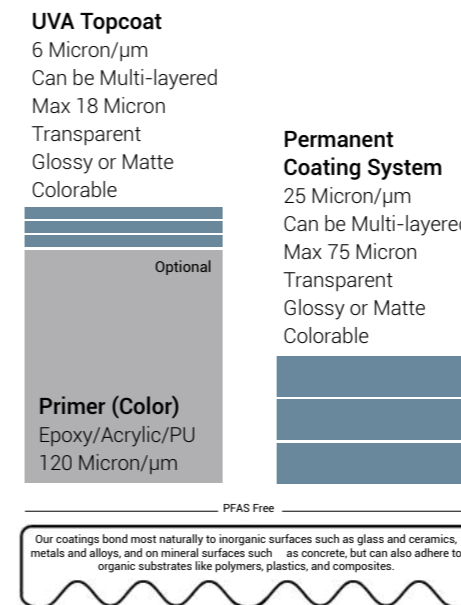 UVA Topcoat
6 Micron/μm
Can be Multi-layered
Max 18 Micron
Transparent
Glossy or Matte
Colorable
Optional
Primer (Color)
Epoxy/Acrylic/PU
120 Micron/μm
Permanent
Coating System
25 Micron/μm
Can be Multi-layered
Max 75 Micron
Transparent
Glossy or Matte
Colorable
PFAS Free
Our coatings bond most naturally to inorganic surfaces such as glass and ceramics,
metals and alloys, and on mineral surfaces such as concrete, but can also adhere to
organic substrates like polymers, plastics, and composites.